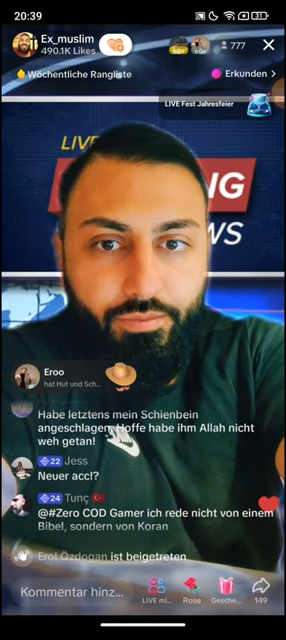 20:39
31
Ex_muslim
490.1K Likes
60+
60+
777
Wöchentliche Rangliste
Erkunden >
LIVE Fest Jahresfeier
LIVE
NG
WS
Eroo
hat Hut und Sch...
Habe letztens mein Schienbein
angeschlagen, Hoffe habe ihm Allah nicht
weh getan!
22 Jess
Neuer acc!?
24 Tunç 🇹🇷
@#Zero COD Gamer ich rede nicht von einem
Bibel, sondern von Koran
Erol Özdogan ist beigetreten
Kommentar hinz...
LIVE mi...
Rose
Gesche...
149